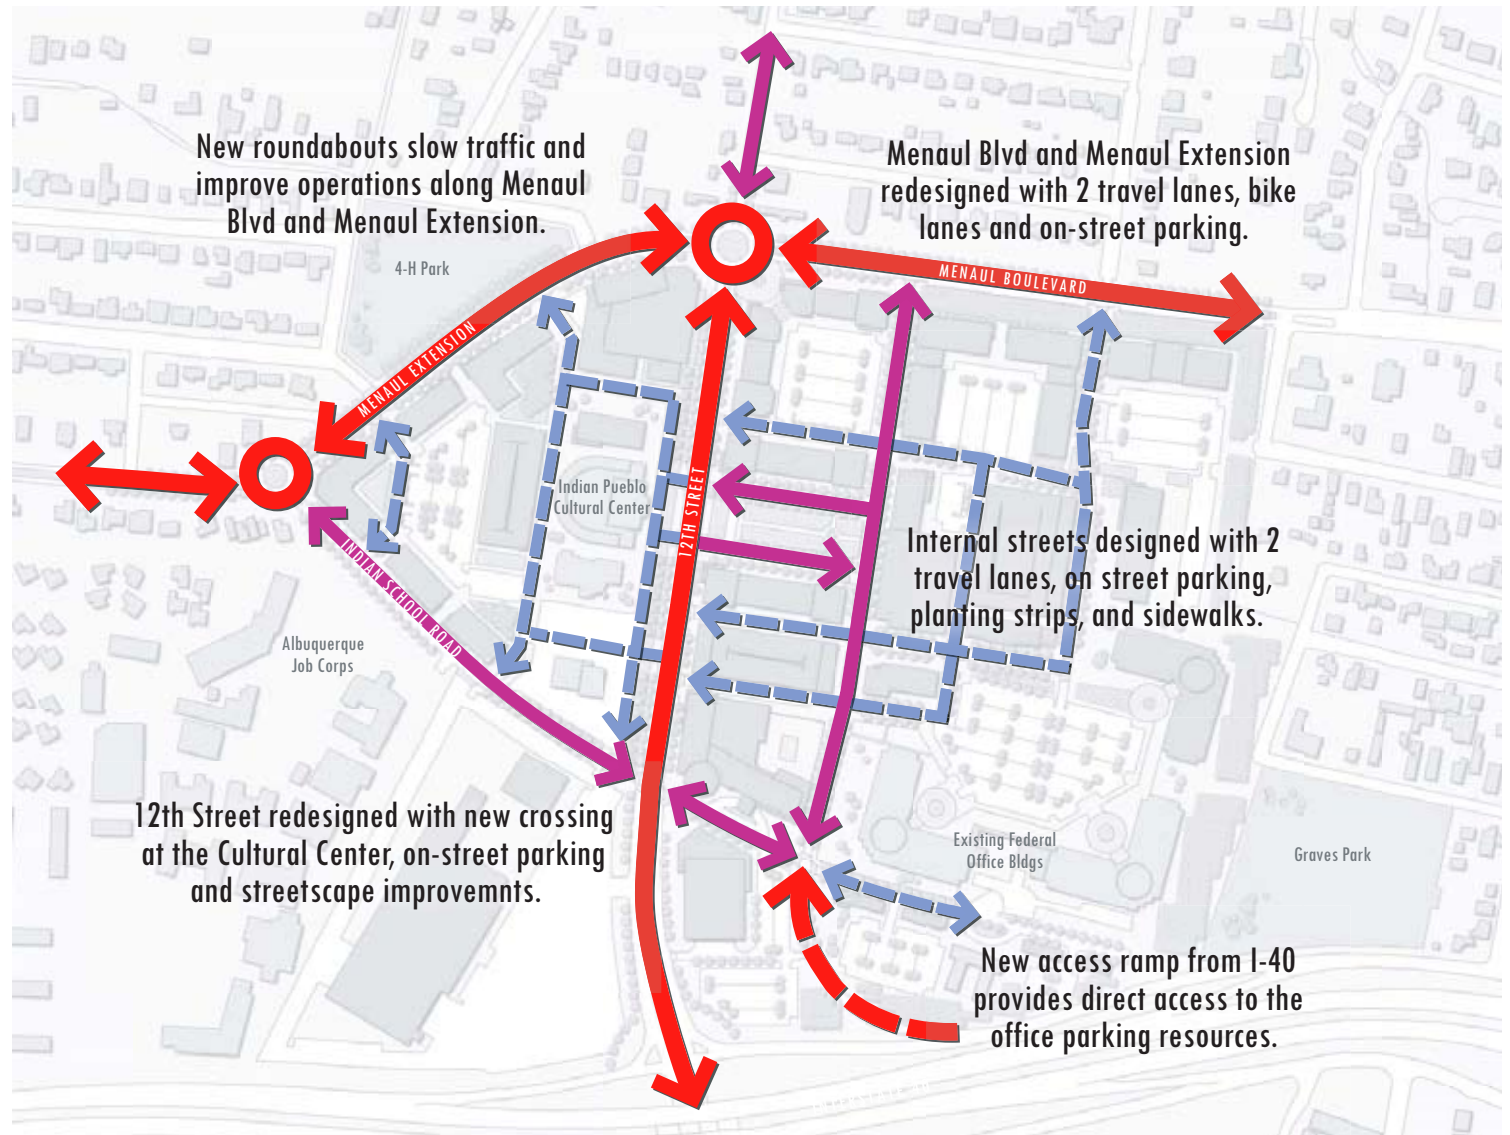 New roundabouts slow traffic and
improve operations along Menaul
Blvd and Menaul Extension.
Menaul Blvd and Menaul Extension
redesigned with 2 travel lanes, bike
lanes and on-street parking.
4-H Park
MENAUL BOULEVARD
MENAUL EXTENSION
Indian Pueblo
Cultural Center
12TH STREET
INDIAN SCHOOL ROAD
Internal streets designed with 2
travel lanes, on street parking,
planting strips, and sidewalks.
Albuquerque
Job Corps
12th Street redesigned with new crossing
at the Cultural Center, on-street parking
and streetscape improvemnts.
Existing Federal
Office Bldgs
Graves Park
New access ramp from I-40
provides direct access to the
office parking resources.
INTERSTATE 40